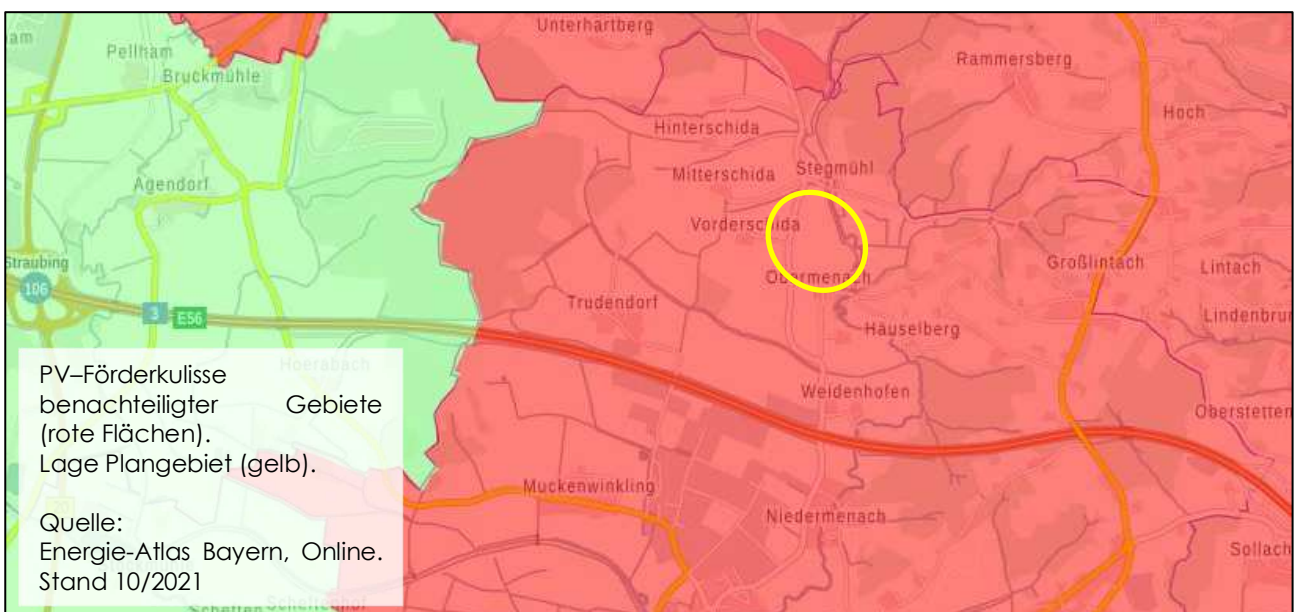 Unterhartberg
Pellham
Rammersberg
Bruckmühle
Hoch
Hinterschida
Mitterschida
Stegmühl
Agendorf
Vorderschida
Straubing
Großlintach
Lintach
106
Obermenach
Trudendorf
3
E56
Häuselberg
Hoerabach
Weidenhofen
PV–Förderkulisse
benachteiligter Gebiete
(rote Flächen).
Lage Plangebiet (gelb).
Muckenwinkling
Niedermenach
Quelle:
Energie-Atlas Bayern, Online.
Stand 10/2021
Sollach